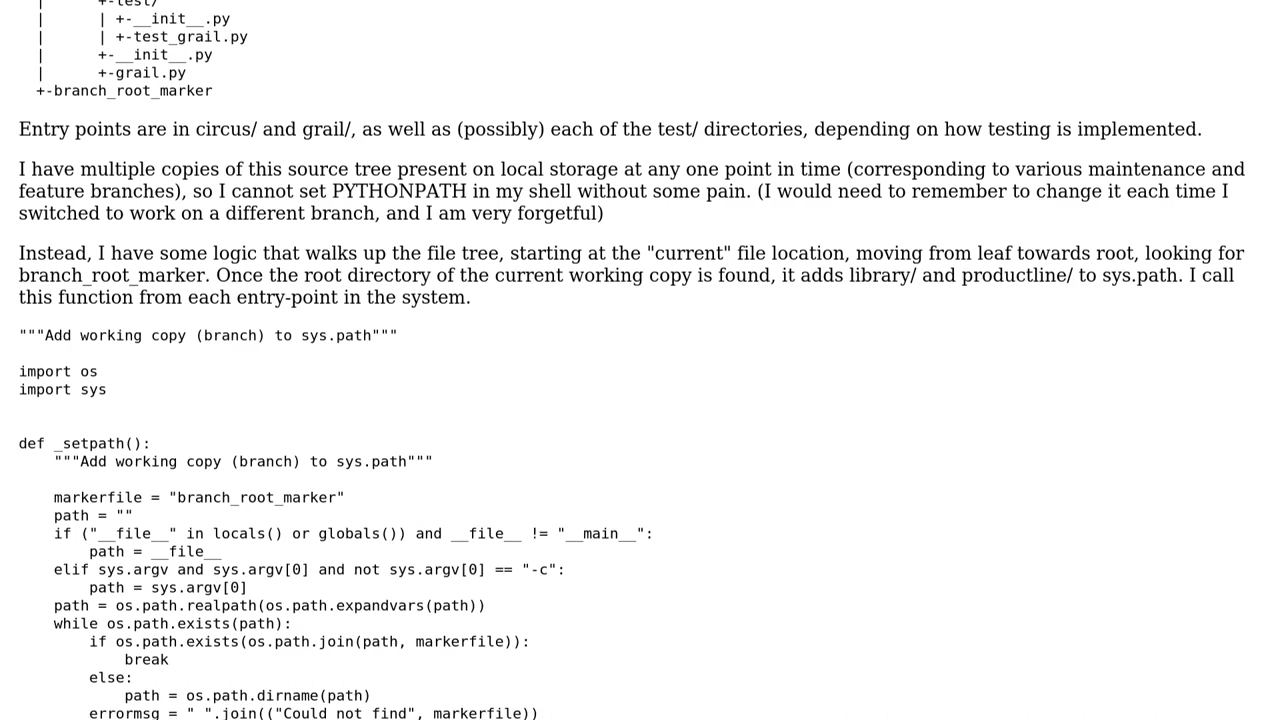 |      +-test/
|      | +-__init__.py
|      | +-test_grail.py
|      +-__init__.py
|      +-grail.py
+-branch_root_marker
Entry points are in circus/ and grail/, as well as (possibly) each of the test/ directories, depending on how testing is implemented.
I have multiple copies of this source tree present on local storage at any one point in time (corresponding to various maintenance and
feature branches), so I cannot set PYTHONPATH in my shell without some pain. (I would need to remember to change it each time I
switched to work on a different branch, and I am very forgetful)
Instead, I have some logic that walks up the file tree, starting at the "current" file location, moving from leaf towards root, looking for
branch_root_marker. Once the root directory of the current working copy is found, it adds library/ and productline/ to sys.path. I call
this function from each entry-point in the system.
"""Add working copy (branch) to sys.path"""
import os
import sys
def _setpath():
    """Add working copy (branch) to sys.path"""
    markerfile = "branch_root_marker"
    path = ""
    if ("__file__" in locals() or globals()) and __file__ != "__main__":
        path = __file__
    elif sys.argv and sys.argv[0] and not sys.argv[0] == "-c":
        path = sys.argv[0]
    path = os.path.realpath(os.path.expandvars(path))
    while os.path.exists(path):
        if os.path.exists(os.path.join(path, markerfile)):
            break
        else:
            path = os.path.dirname(path)
        errormsg = " ".join(("Could not find", markerfile))